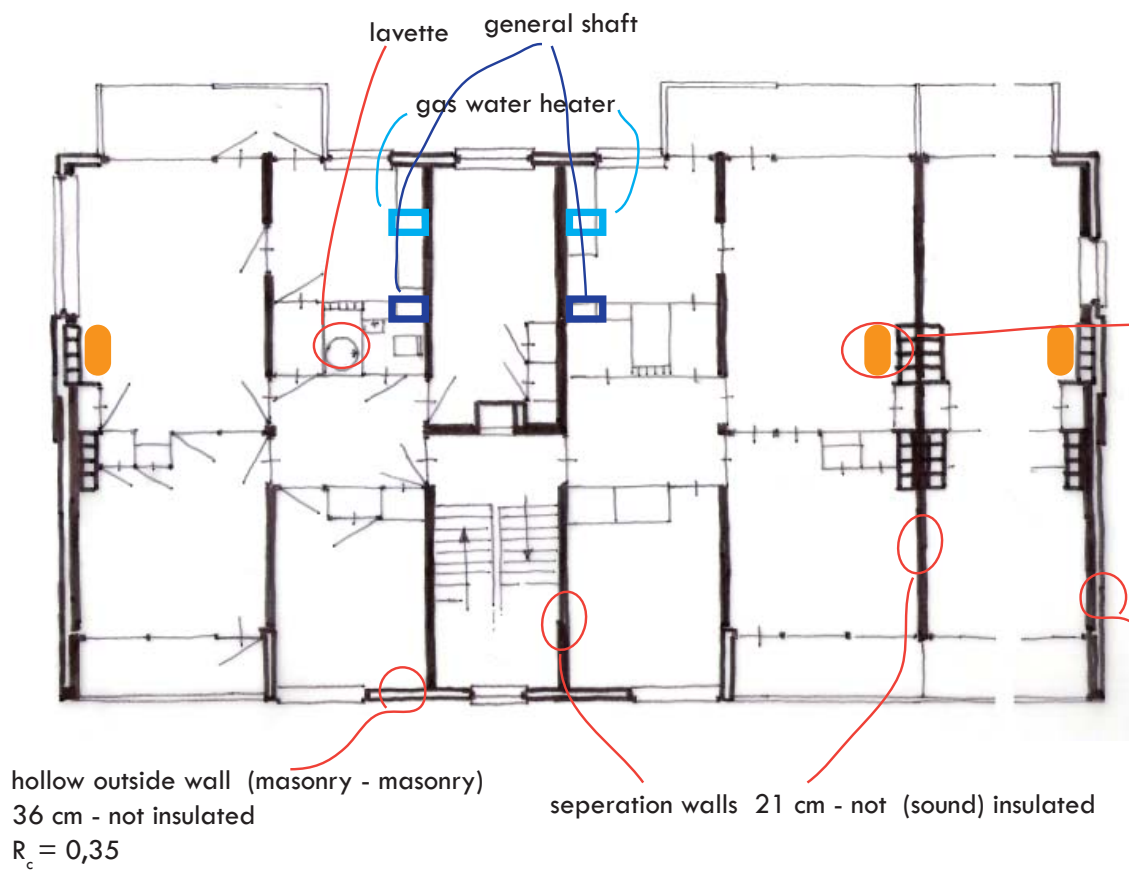 lavette
general shaft
gas water heater
hollow outside wall (masonry - masonry)
36 cm - not insulated
R_c = 0,35
seperation walls 21 cm - not (sound) insulated